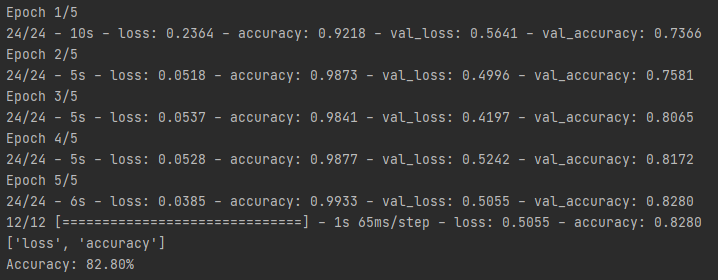 Epoch 1/5
24/24 - 10s - loss: 0.2364 - accuracy: 0.9218 - val_loss: 0.5641 - val_accuracy: 0.7366
Epoch 2/5
24/24 - 5s - loss: 0.0518 - accuracy: 0.9873 - val_loss: 0.4996 - val_accuracy: 0.7581
Epoch 3/5
24/24 - 5s - loss: 0.0537 - accuracy: 0.9841 - val_loss: 0.4197 - val_accuracy: 0.8065
Epoch 4/5
24/24 - 5s - loss: 0.0528 - accuracy: 0.9877 - val_loss: 0.5242 - val_accuracy: 0.8172
Epoch 5/5
24/24 - 6s - loss: 0.0385 - accuracy: 0.9933 - val_loss: 0.5055 - val_accuracy: 0.8280
12/12 [==============================] - 1s 65ms/step - loss: 0.5055 - accuracy: 0.8280
['loss', 'accuracy']
Accuracy: 82.80%